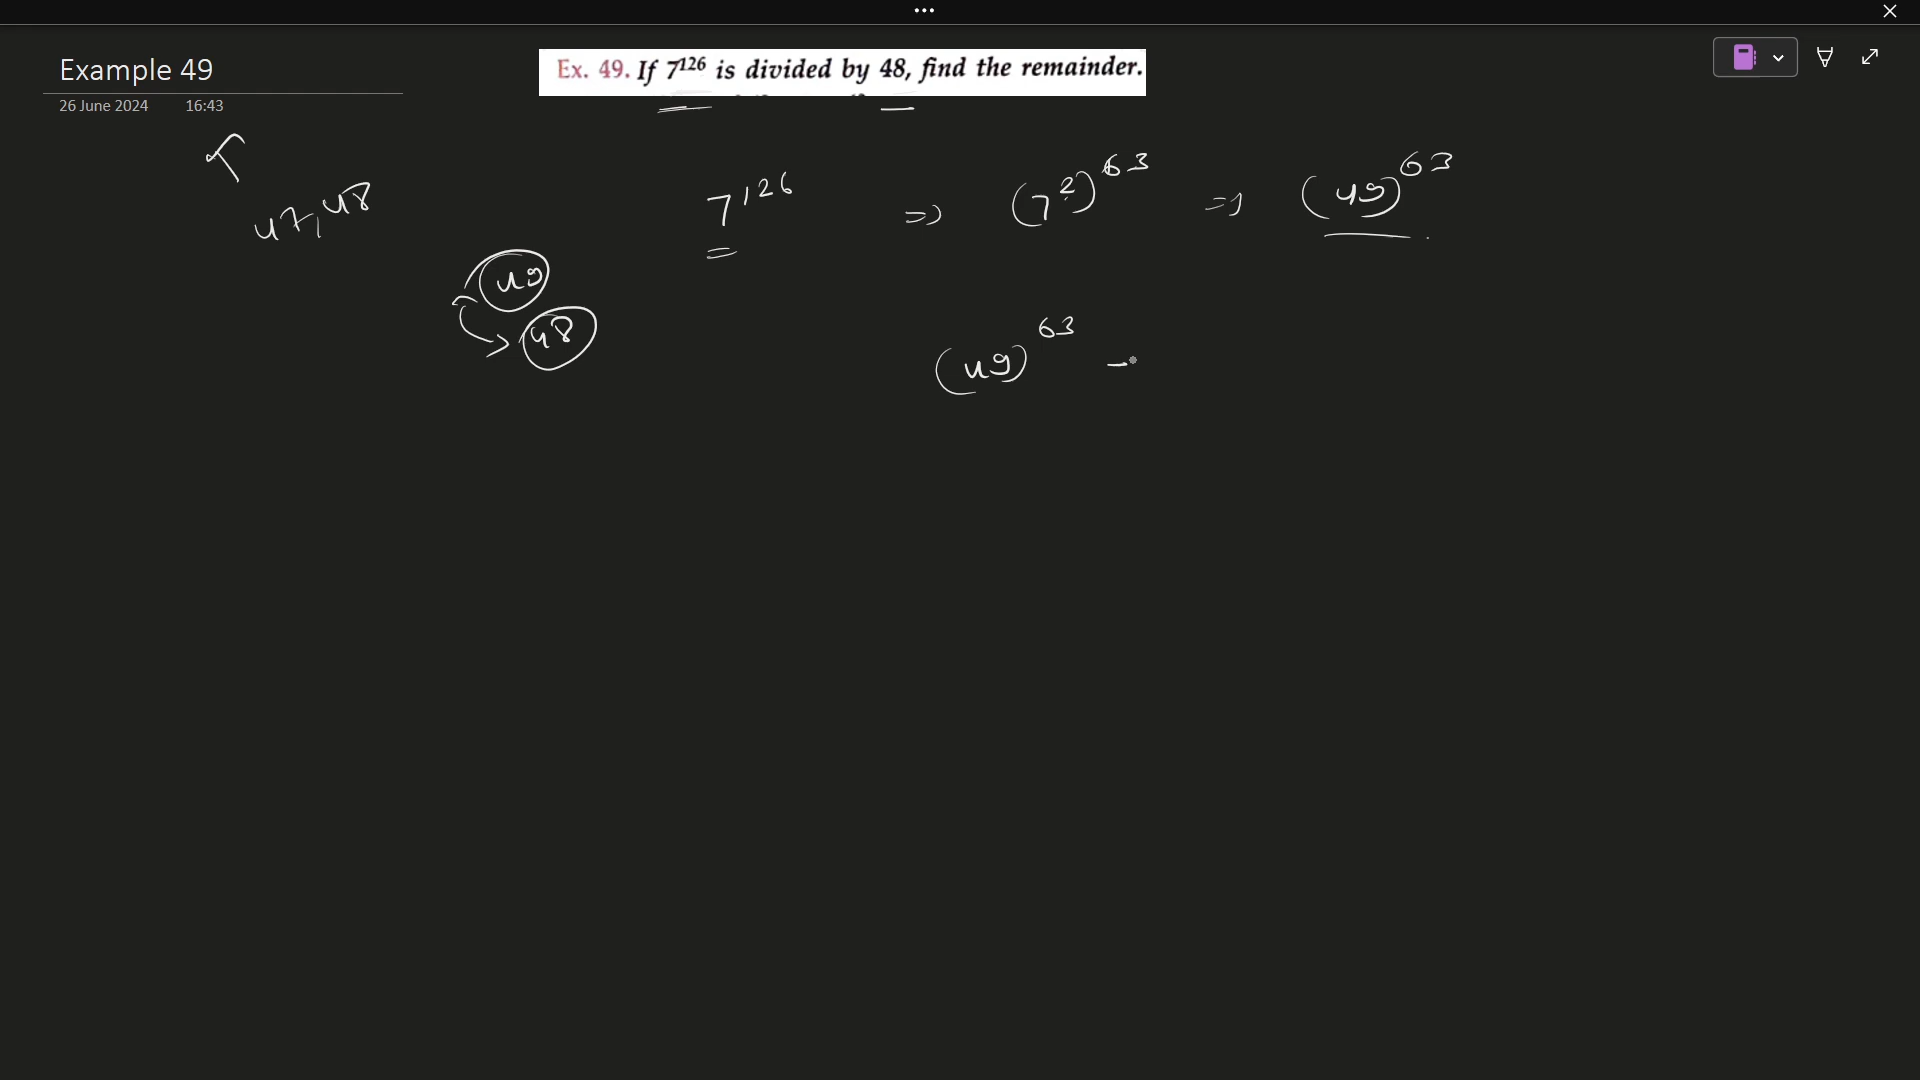 Example 49
26 June 2024 16:43
Ex. 49. If 7¹²⁶ is divided by 48, find the remainder.
7¹²⁶ => (7²)⁶³ => (49)⁶³
47, 48
49
48
(49)⁶³ -